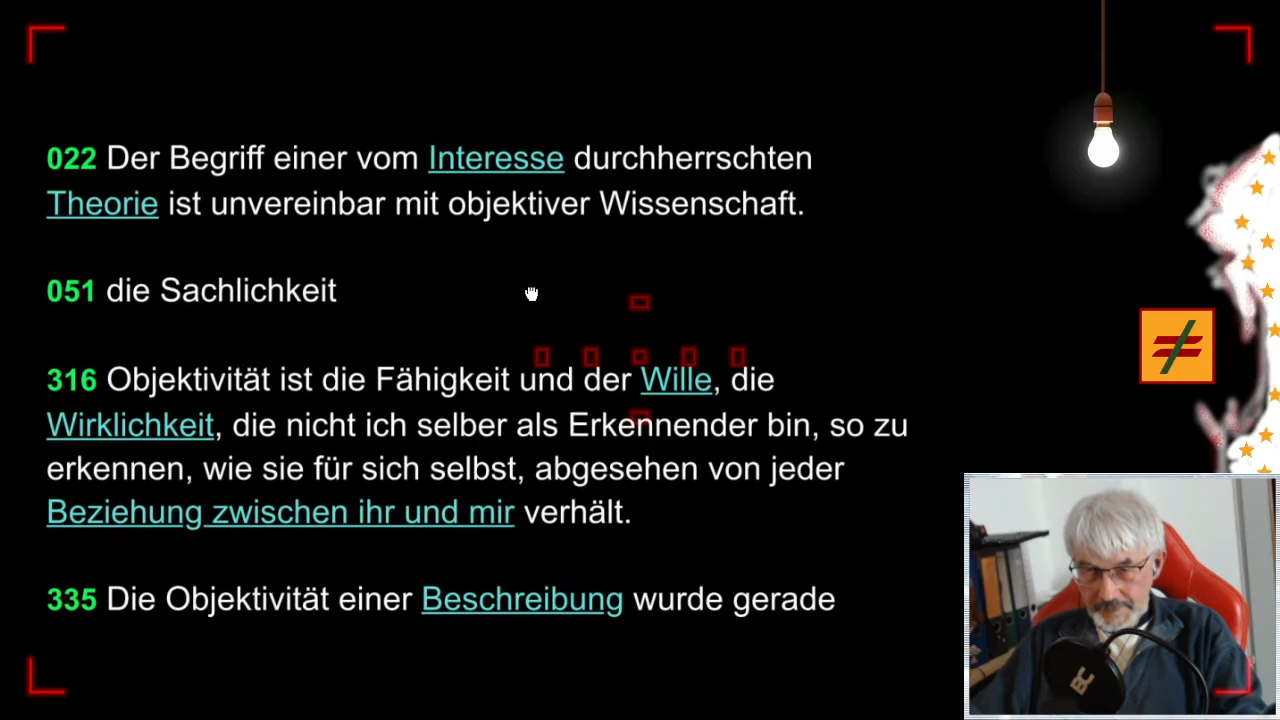 022 Der Begriff einer vom Interesse durchherrschten
Theorie ist unvereinbar mit objektiver Wissenschaft.
051 die Sachlichkeit
316 Objektivität ist die Fähigkeit und der Wille, die
Wirklichkeit, die nicht ich selber als Erkennender bin, so zu
erkennen, wie sie für sich selbst, abgesehen von jeder
Beziehung zwischen ihr und mir verhält.
335 Die Objektivität einer Beschreibung wurde gerade
≠